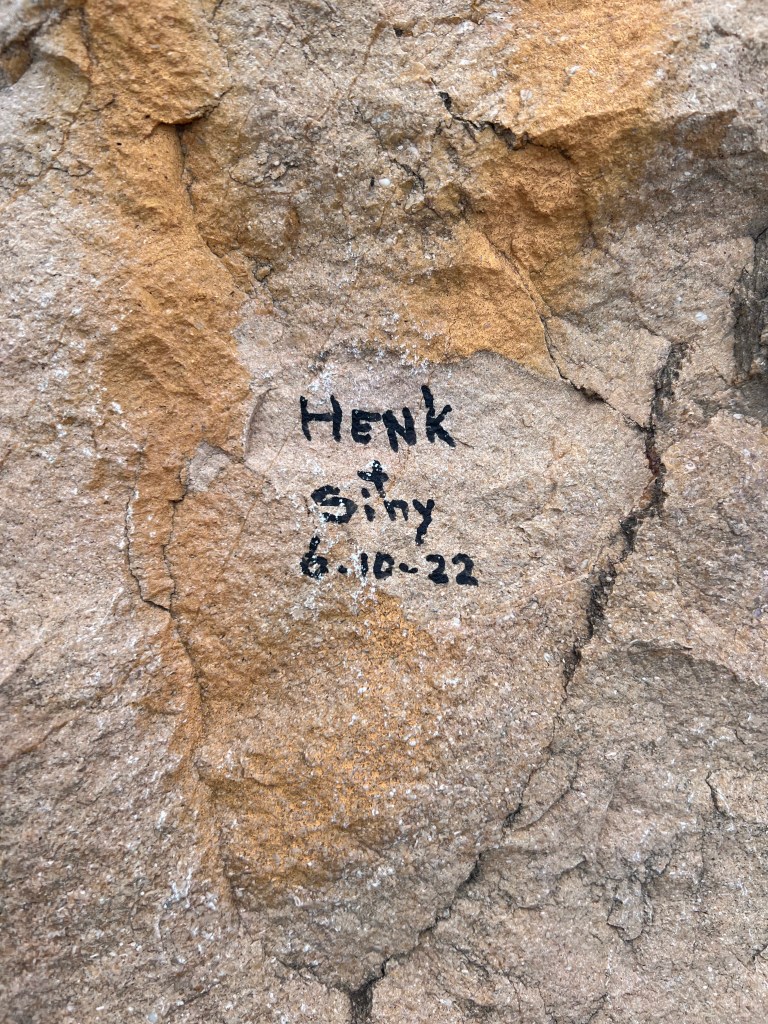 HENK
+
Siny
6-10-22